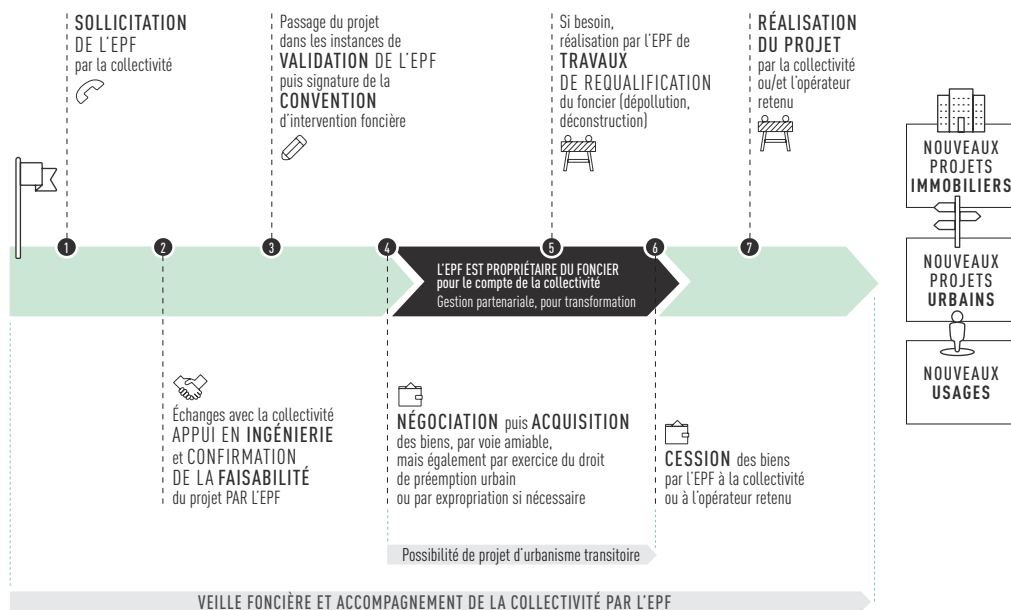 SOLLICITATION
DE L'EPF
par la collectivité
Passage du projet
dans les instances de
VALIDATION DE L'EPF
puis signature de la
CONVENTION
d'intervention foncière
Si besoin,
réalisation par l'EPF de
TRAVAUX
DE REQUALIFICATION
du foncier (dépollution,
déconstruction)
RÉALISATION
DU PROJET
par la collectivité
ou/et l'opérateur
retenu
1
2
3
4
5
6
7
L'EPF EST PROPRIÉTAIRE DU FONCIER
pour le compte de la collectivité
Gestion partenariale, pour transformation
Échanges avec la collectivité
APPUI EN INGÉNIERIE
et CONFIRMATION
DE LA FAISABILITÉ
du projet PAR L'EPF
NÉGOCIATION puis ACQUISITION
des biens, par voie amiable,
mais également par exercice du droit
de préemption urbain
ou par expropriation si nécessaire
CESSION des biens
par l'EPF à la collectivité
ou à l'opérateur retenu
Possibilité de projet d'urbanisme transitoire
VEILLE FONCIÈRE ET ACCOMPAGNEMENT DE LA COLLECTIVITÉ PAR L'EPF
NOUVEAUX
PROJETS
IMMOBILIERS
NOUVEAUX
PROJETS
URBAINS
NOUVEAUX
USAGES